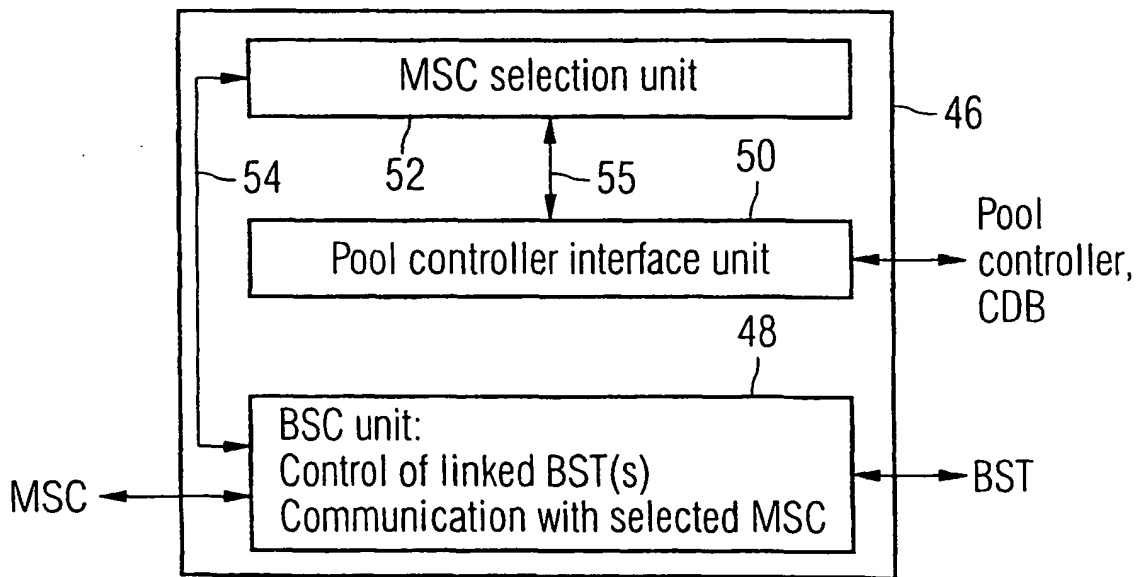 MSC selection unit
46
54
52
55
50
Pool
controller,
CDB
Pool controller interface unit
48
BSC unit:
Control of linked BST(s)
Communication with selected MSC
MSC
BST